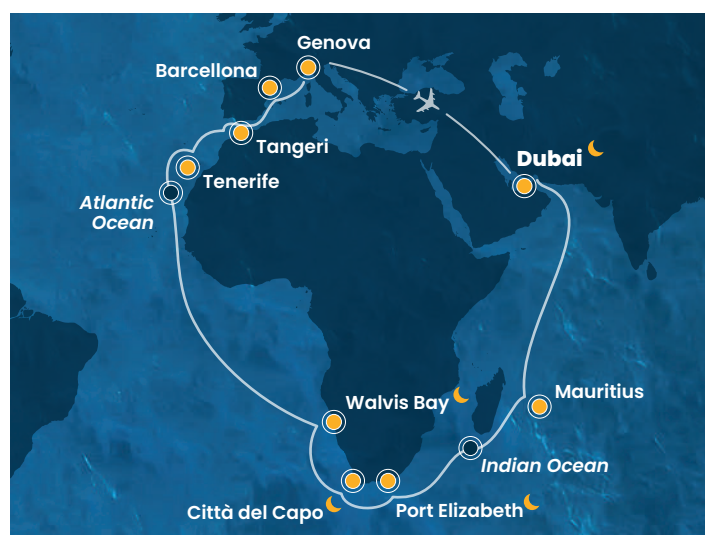 Genova
Barcellona
Tangeri
Dubai
Tenerife
Atlantic
Ocean
Walvis Bay
Mauritius
Indian Ocean
Città del Capo
Port Elizabeth